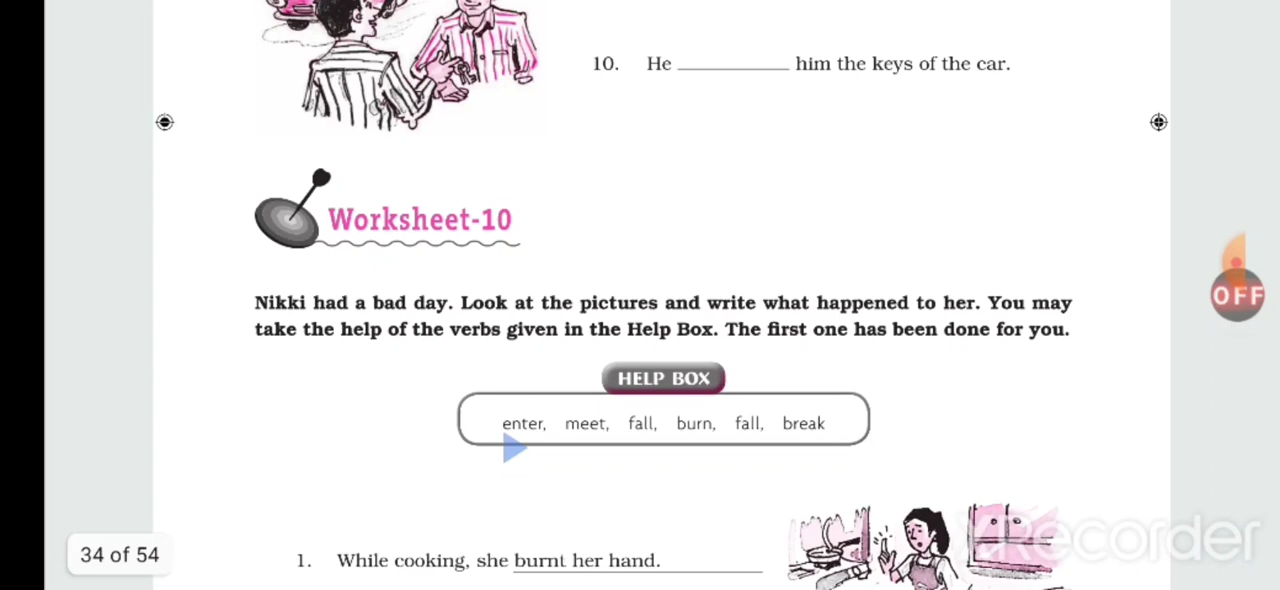 10. He __________ him the keys of the car.
Worksheet-10
OFF
Nikki had a bad day. Look at the pictures and write what happened to her. You may
take the help of the verbs given in the Help Box. The first one has been done for you.
HELP BOX
enter, meet, fall, burn, fall, break
34 of 54
1. While cooking, she burnt her hand.
XRecorder